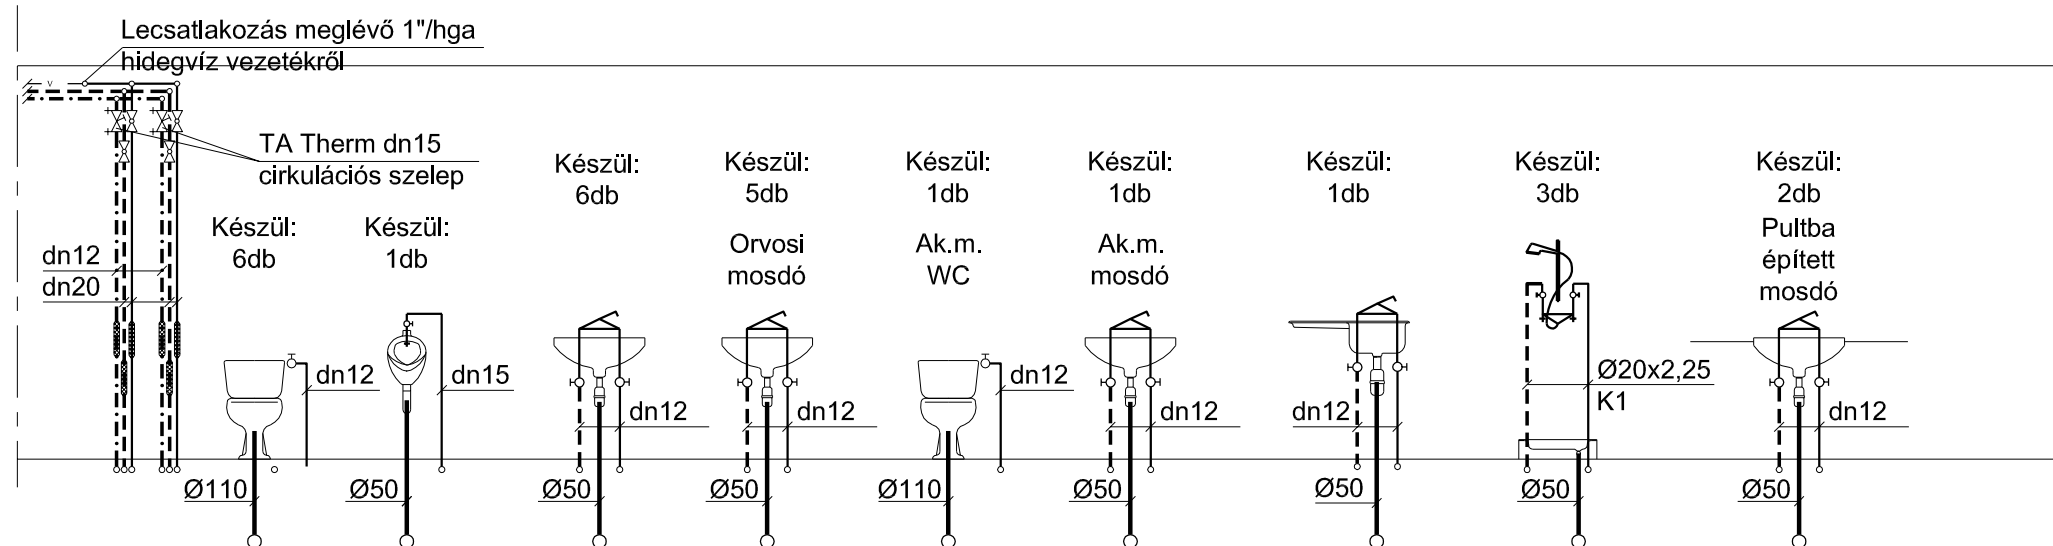 Lecsatlakozás meglévő 1"/hga
hidegvíz vezetékről
v
TA Therm dn15
cirkulációs szelep
dn12
dn20
Készül:
6db
dn12
Ø110
Készül:
1db
dn15
Ø50
Készül:
6db
dn12
Ø50
Készül:
5db
Orvosi
mosdó
dn12
Ø50
Készül:
1db
Ak.m.
WC
dn12
Ø110
Készül:
1db
Ak.m.
mosdó
dn12
Ø50
Készül:
1db
dn12
Ø50
Készül:
3db
Ø20x2,25
K1
Ø50
Készül:
2db
Pultba
épített
mosdó
dn12
Ø50